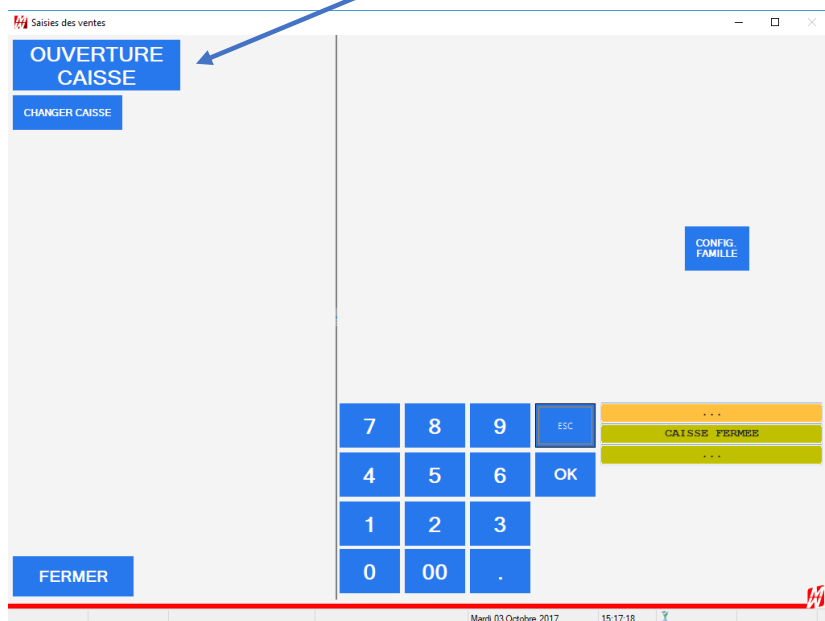 Saisies des ventes
OUVERTURE
CAISSE
CHANGER CAISSE
CONFIG.
FAMILLE
7 8 9 ESC
...
CAISSE FERMEE
...
4 5 6 OK
1 2 3
0 00 .
FERMER
Mardi 03 Octobre 2017 15:17:18